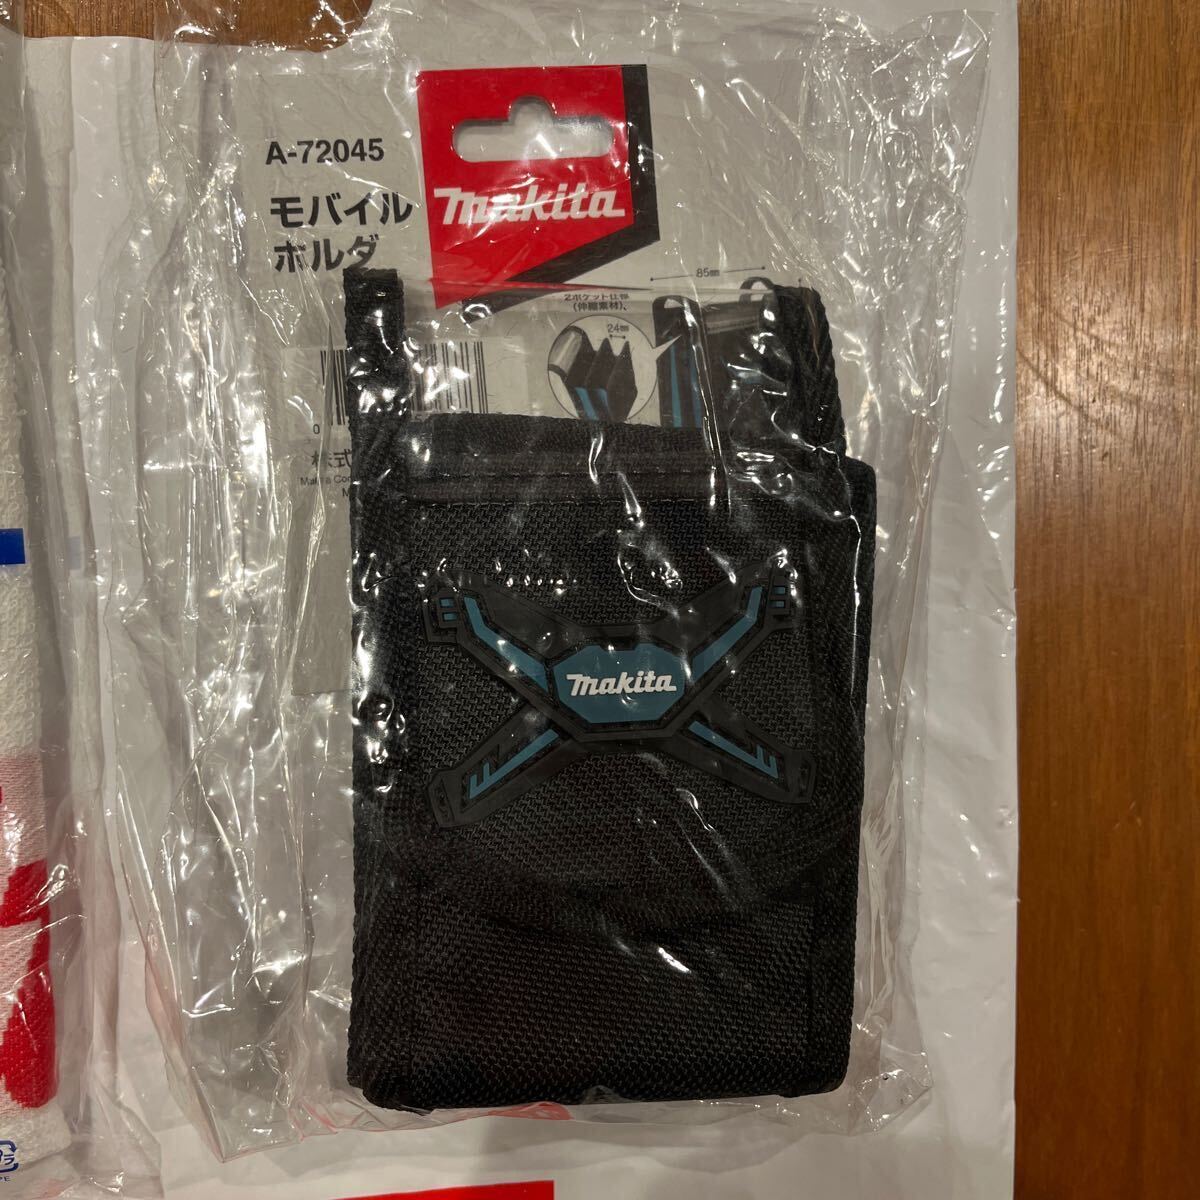 A-72045
モバイル
ホルダ
makita
85mm
2ポケット仕様
(伸縮素材)、
24mm
0
株式
makita